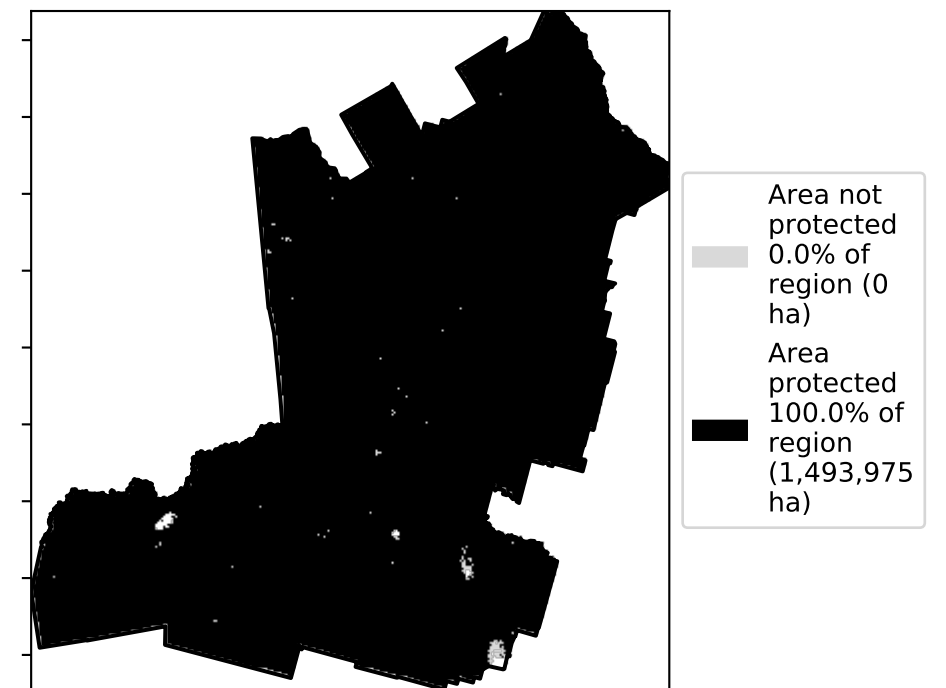 Area not
protected
0.0% of
region (0
ha)
Area
protected
100.0% of
region
(1,493,975
ha)